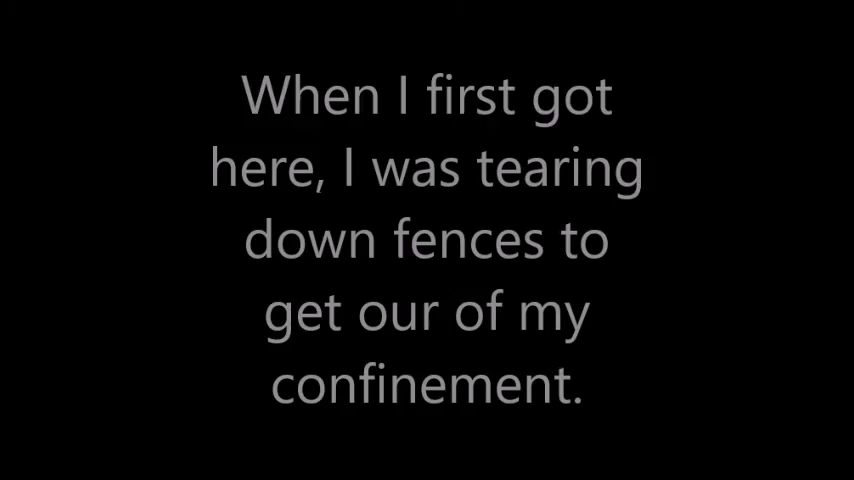 When I first got
here, I was tearing
down fences to
get our of my
confinement.